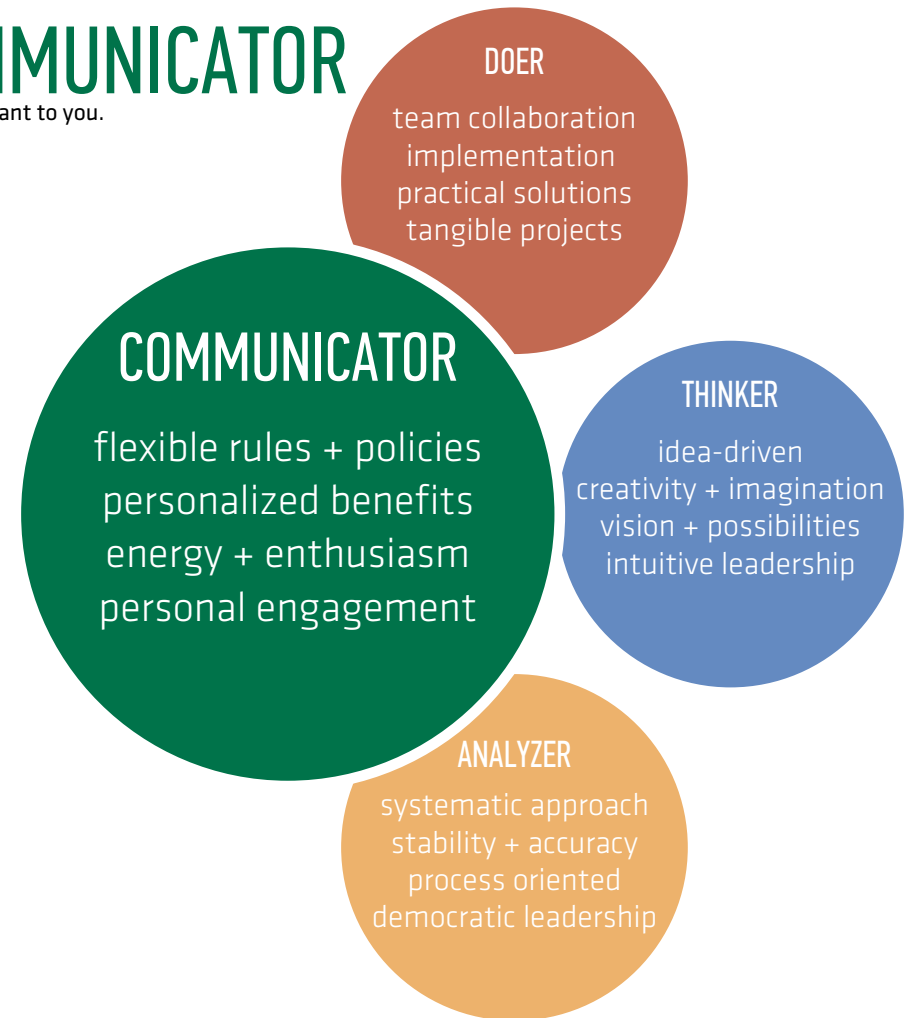 MMUNICATOR
ant to you.
DOER
team collaboration
implementation
practical solutions
tangible projects
COMMUNICATOR
flexible rules + policies
personalized benefits
energy + enthusiasm
personal engagement
THINKER
idea-driven
creativity + imagination
vision + possibilities
intuitive leadership
ANALYZER
systematic approach
stability + accuracy
process oriented
democratic leadership